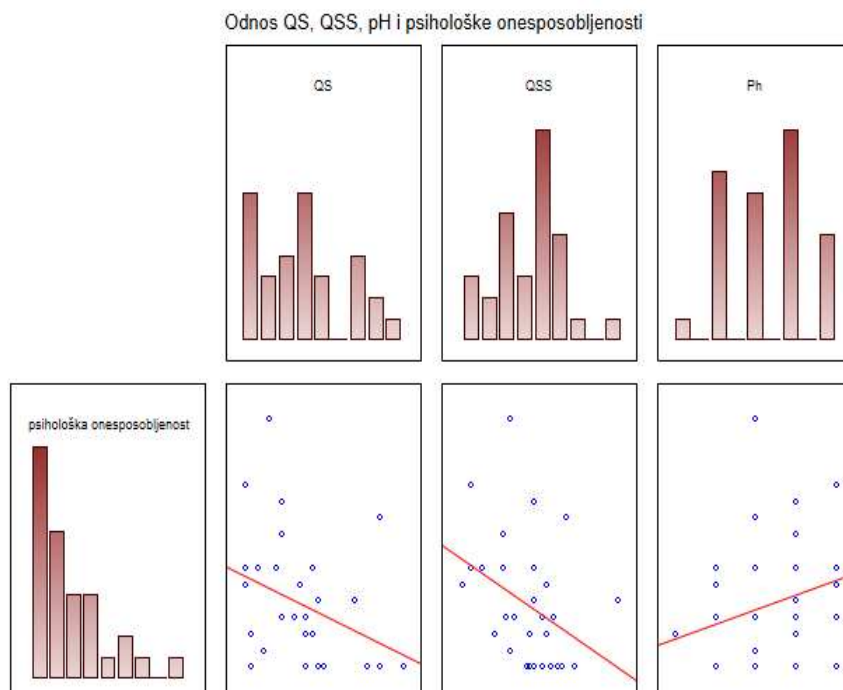 Odnos QS, QSS, pH i psihološke onesposobljenosti
QS
QSS
Ph
psihološka onesposobljenost